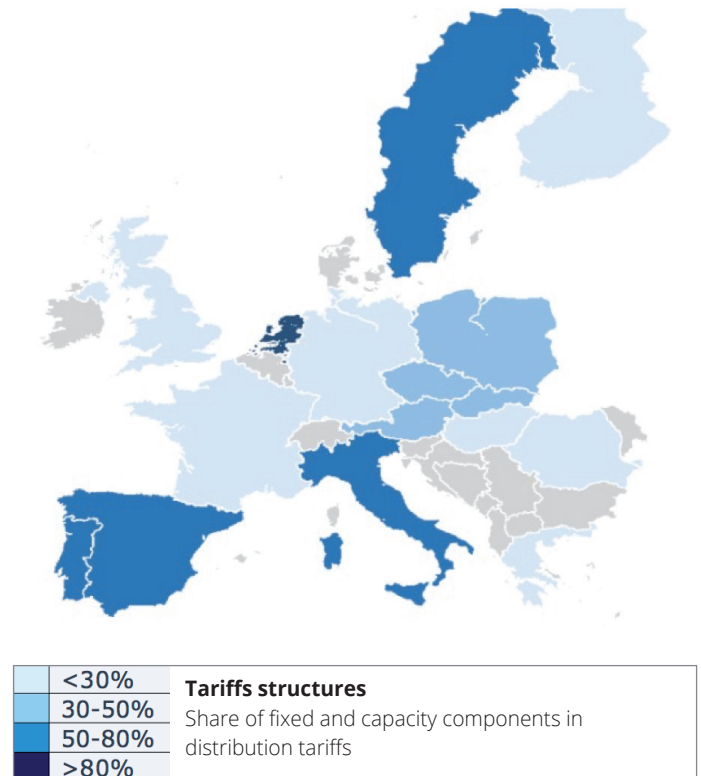 <30%
30-50%
50-80%
>80%
Tariffs structures
Share of fixed and capacity components in
distribution tariffs